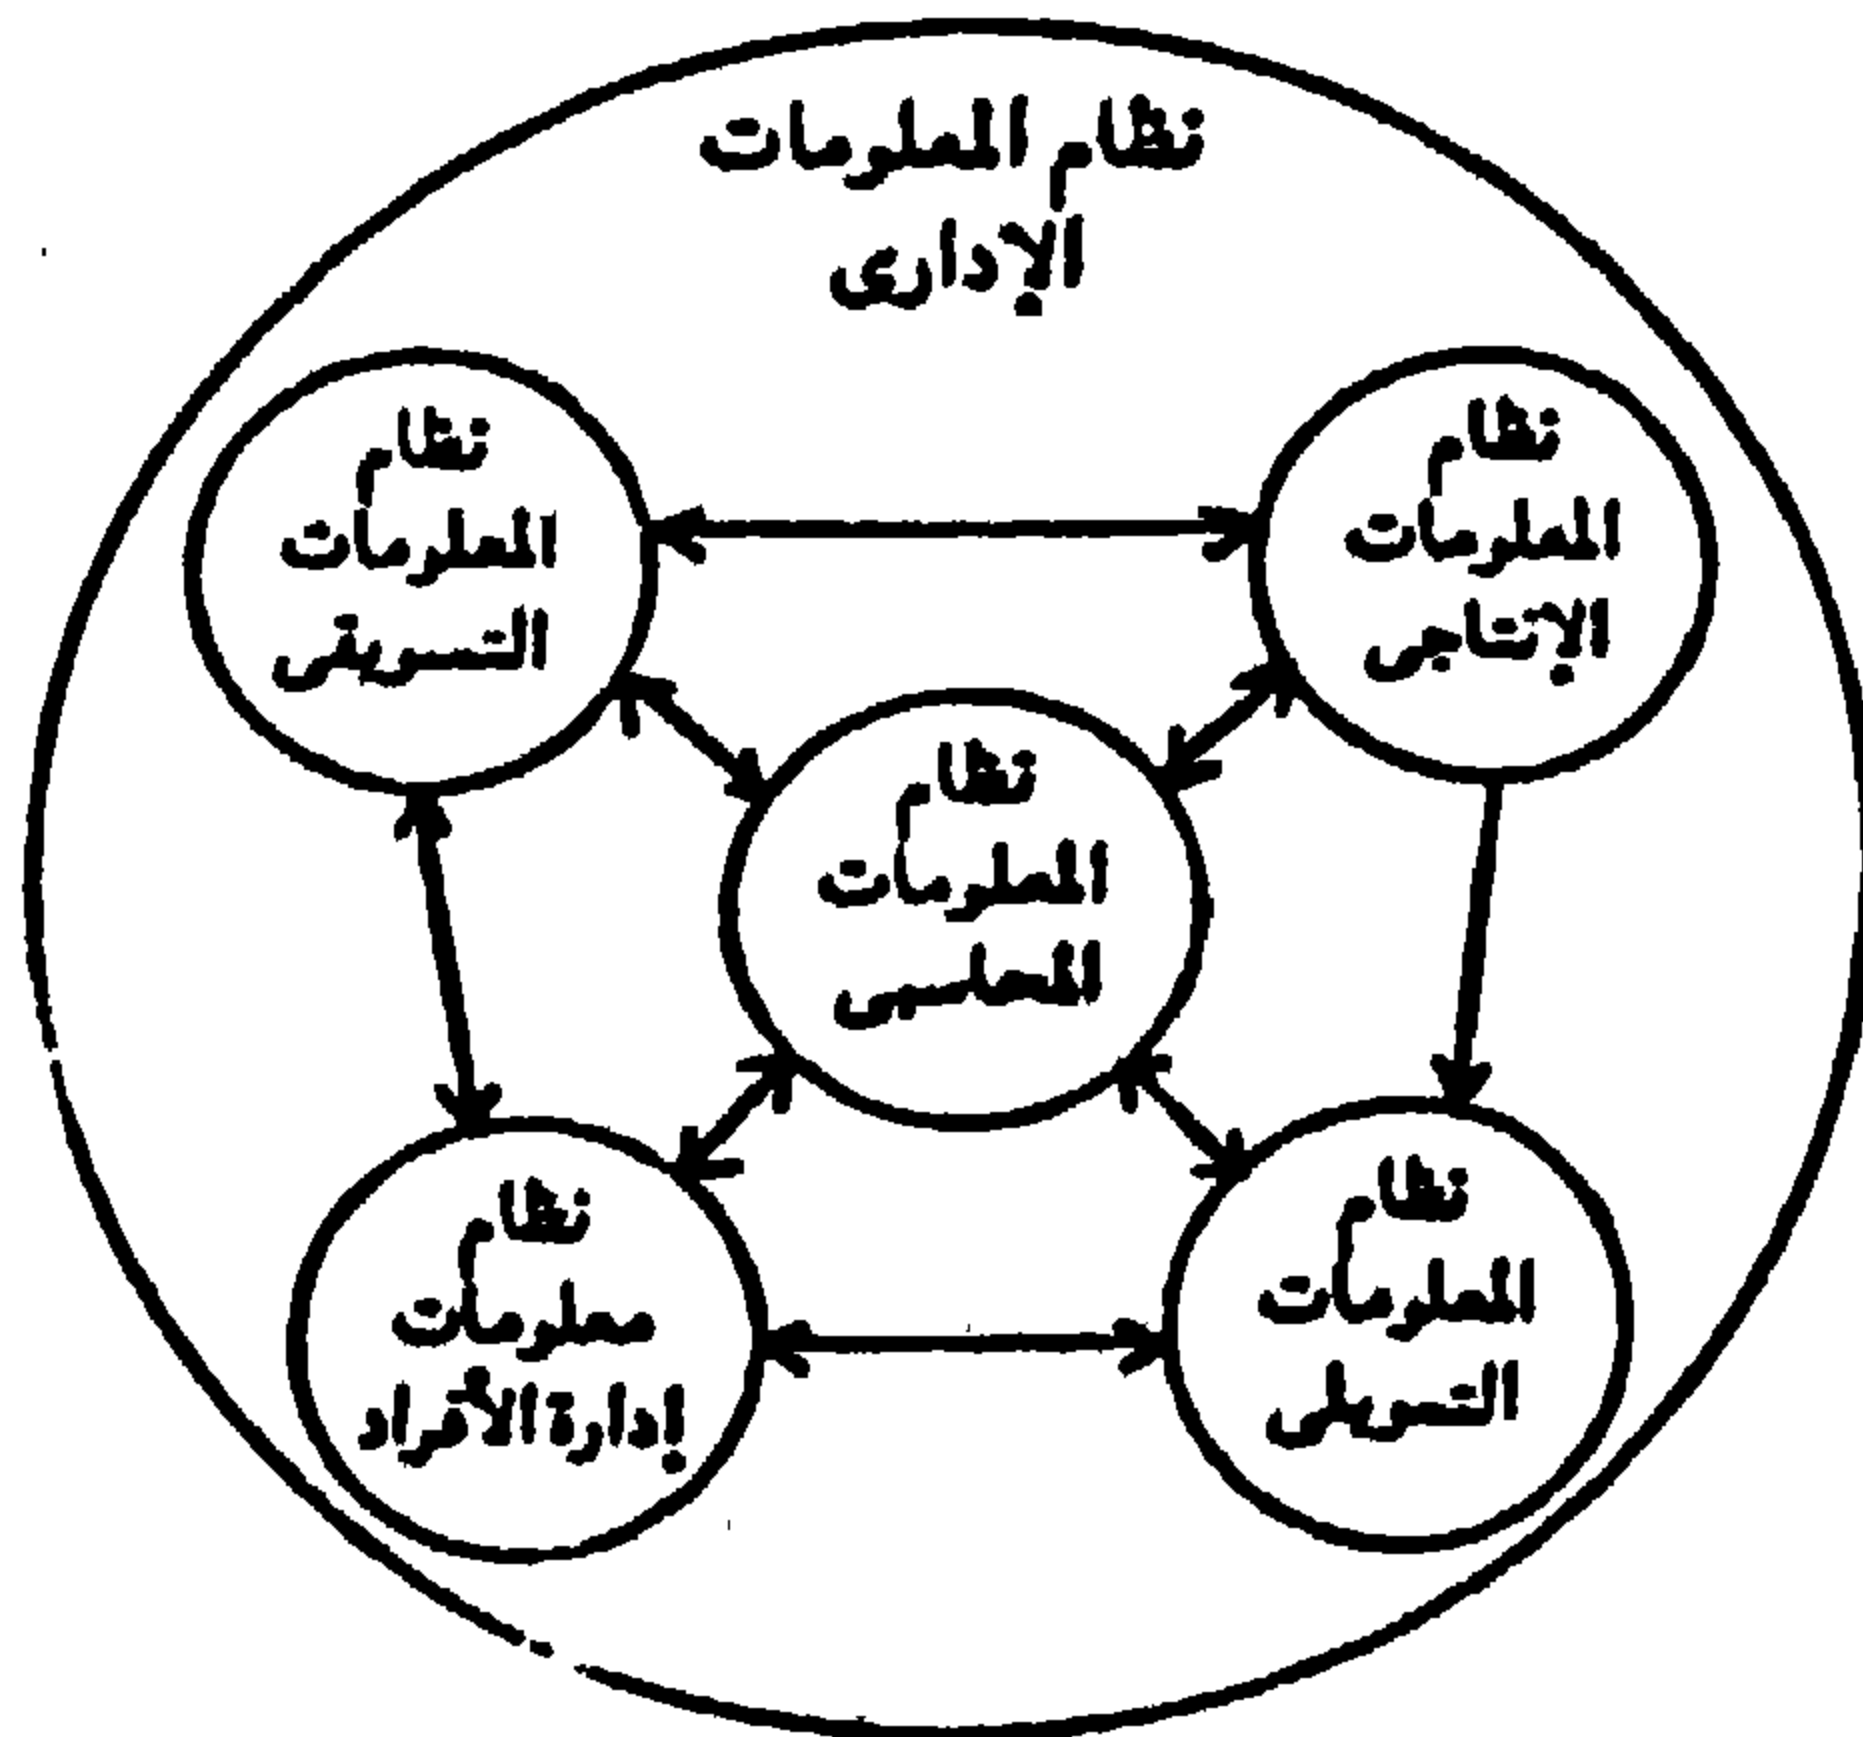 نظام المعلومات
الإدارى
نظام
المعلومات
الإنتاجى
نظام
المعلومات
التسويقى
نظام
المعلومات
المحاسبى
نظام
المعلومات
التمويلى
نظام
معلومات
إدارة الأفراد